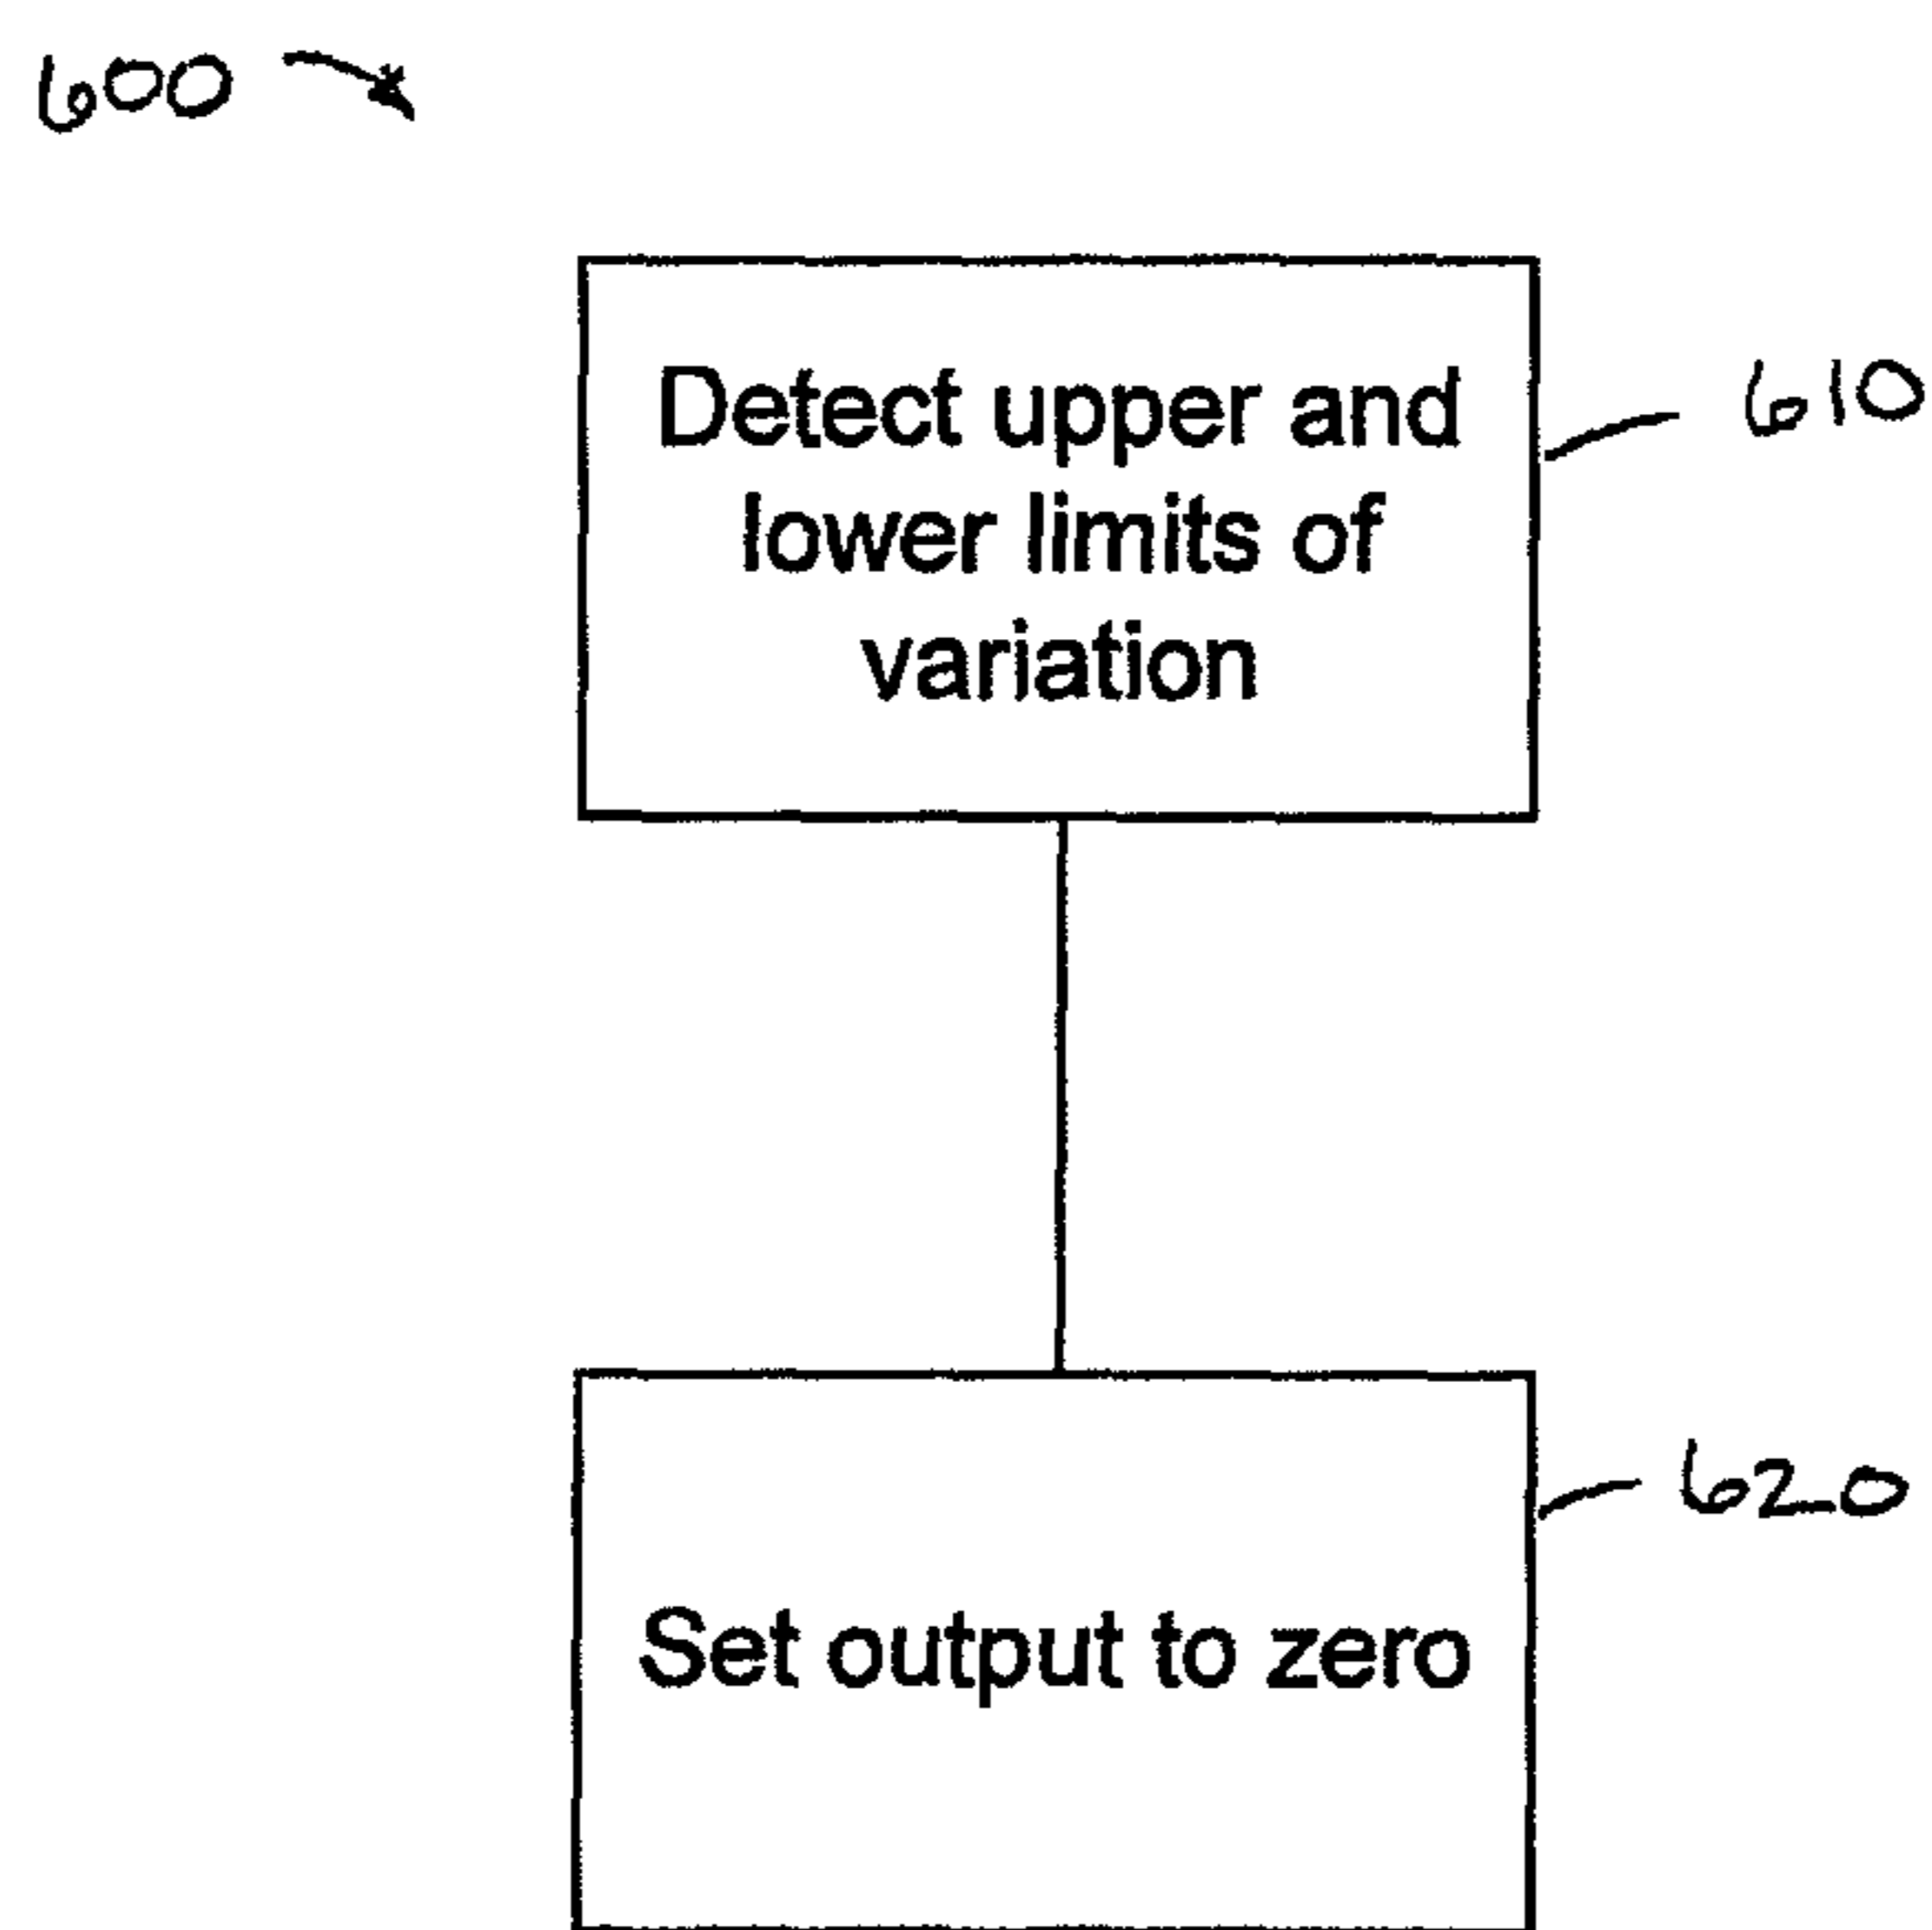 600
Detect upper and
lower limits of
variation
610
620
Set output to zero